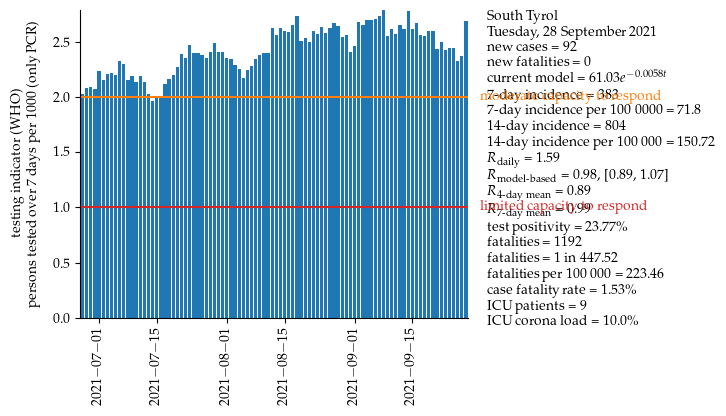 testing indicator (WHO)
persons tested over 7 days per 1000 (only PCR)
2.5
2.0
1.5
1.0
0.5
0.0
2021−07−01
2021−07−15
2021−08−01
2021−08−15
2021−09−01
2021−09−15
South Tyrol
Tuesday, 28 September 2021
new cases = 92
new fatalities = 0
current model = 61.03e^{−0.0058t}
7-day incidence = 383
moderate capacity to respond
7-day incidence per 100 0000 = 71.8
14-day incidence = 804
14-day incidence per 100 000 = 150.72
R_daily = 1.59
R_model-based = 0.98, [0.89, 1.07]
R_4-day mean = 0.89
limited capacity to respond
R_7-day mean = 0.99
test positivity = 23.77%
fatalities = 1192
fatalities = 1 in 447.52
fatalities per 100 000 = 223.46
case fatality rate = 1.53%
ICU patients = 9
ICU corona load = 10.0%